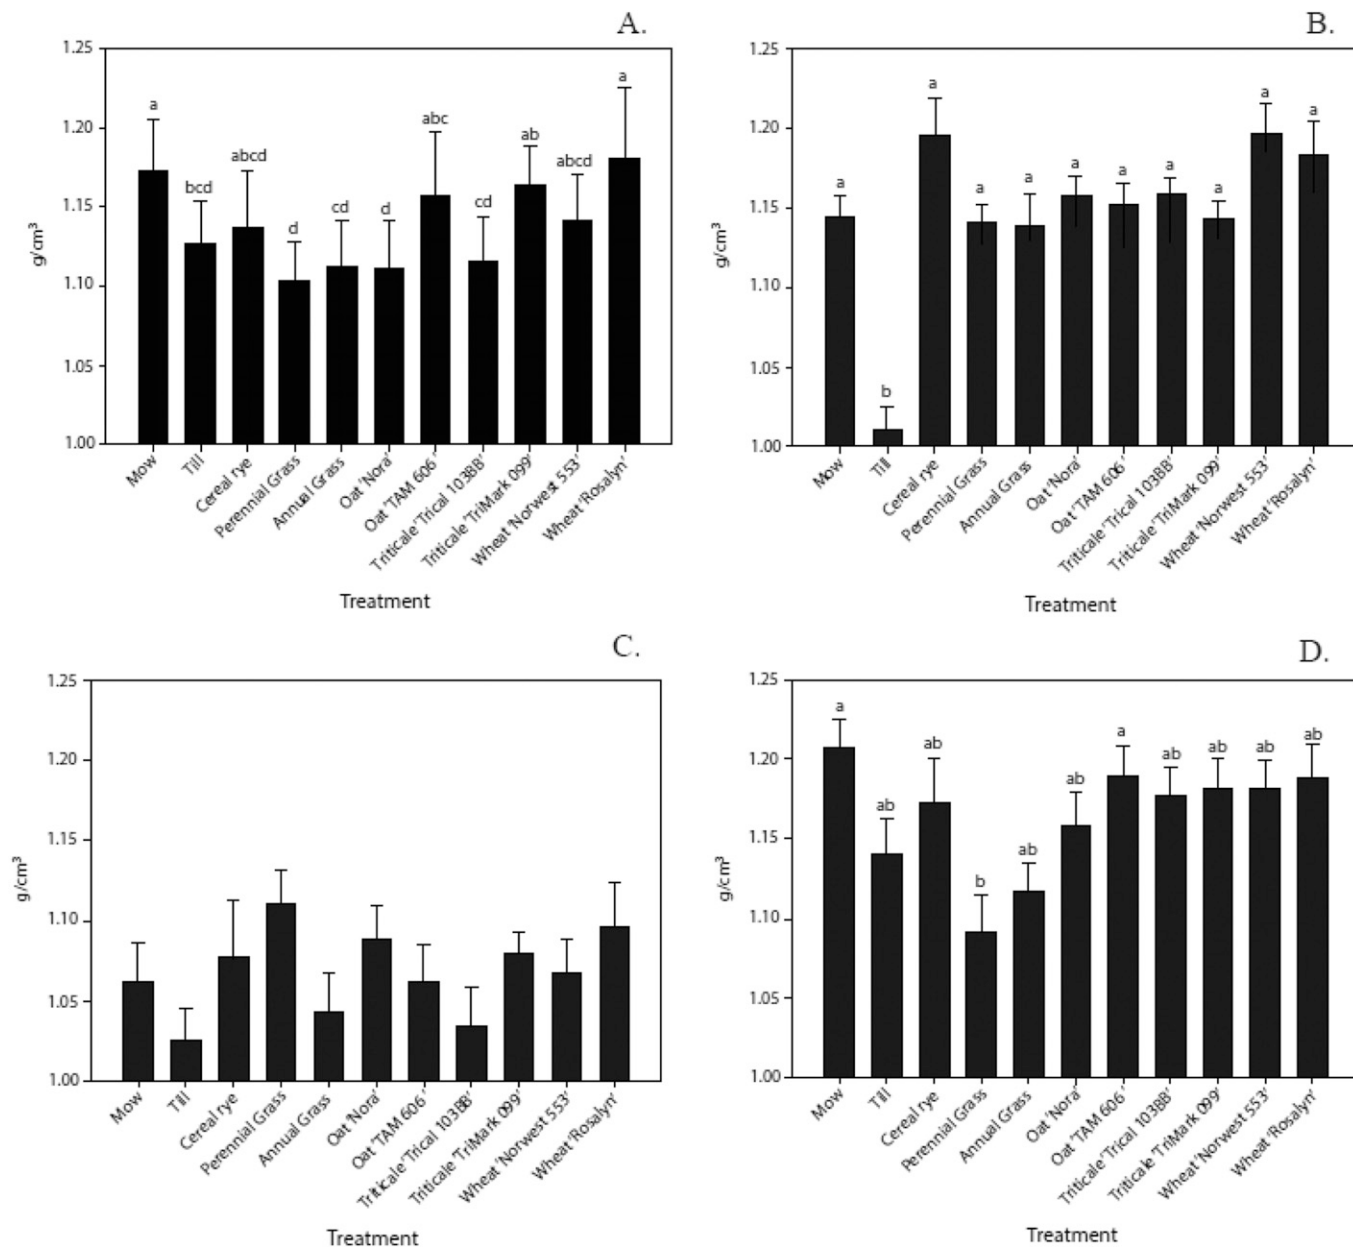 A.
1.25
1.20
1.15
1.10
1.05
1.00
g/cm³
a
bcd
abcd
d
cd
d
abc
cd
ab
abcd
a
Mow
Till
Cereal rye
Perennial Grass
Annual Grass
Oat 'Nora'
Oat 'TAM 606'
Triticale 'Trical 103BB'
Triticale 'TriMark 099'
Wheat 'Norwest 553'
Wheat 'Rosalyn'
Treatment
B.
1.25
1.20
1.15
1.10
1.05
1.00
g/cm³
a
b
a
a
a
a
a
a
a
a
a
Mow
Till
Cereal rye
Perennial Grass
Annual Grass
Oat 'Nora'
Oat 'TAM 606'
Triticale 'Trical 103BB'
Triticale 'TriMark 099'
Wheat 'Norwest 553'
Wheat 'Rosalyn'
Treatment
C.
1.25
1.20
1.15
1.10
1.05
1.00
g/cm³
Mow
Till
Cereal rye
Perennial Grass
Annual Grass
Oat 'Nora'
Oat 'TAM 606'
Triticale 'Trical 103BB'
Triticale 'TriMark 099'
Wheat 'Norwest 553'
Wheat 'Rosalyn'
Treatment
D.
1.25
1.20
1.15
1.10
1.05
1.00
g/cm³
a
ab
ab
b
ab
ab
a
ab
ab
ab
ab
Mow
Till
Cereal rye
Perennial Grass
Annual Grass
Oat 'Nora'
Oat 'TAM 606'
Triticale 'Trical 103BB'
Triticale 'TriMark 099'
Wheat 'Norwest 553'
Wheat 'Rosalyn'
Treatment